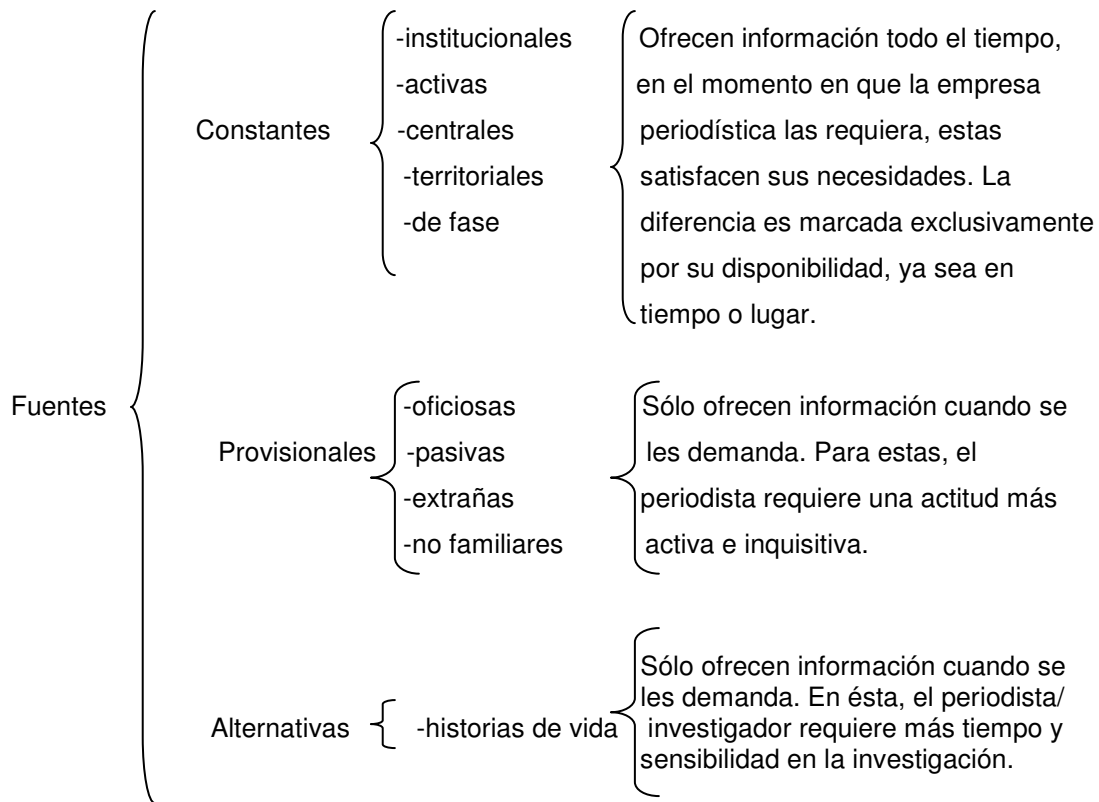 Fuentes
Constantes
-institucionales
-activas
-centrales
-territoriales
-de fase
Ofrecen información todo el tiempo,
en el momento en que la empresa
periodística las requiera, estas
satisfacen sus necesidades. La
diferencia es marcada exclusivamente
por su disponibilidad, ya sea en
tiempo o lugar.
Provisionales
-oficiosas
-pasivas
-extrañas
-no familiares
Sólo ofrecen información cuando se
les demanda. Para estas, el
periodista requiere una actitud más
activa e inquisitiva.
Alternativas
-historias de vida
Sólo ofrecen información cuando se
les demanda. En ésta, el periodista/
investigador requiere más tiempo y
sensibilidad en la investigación.